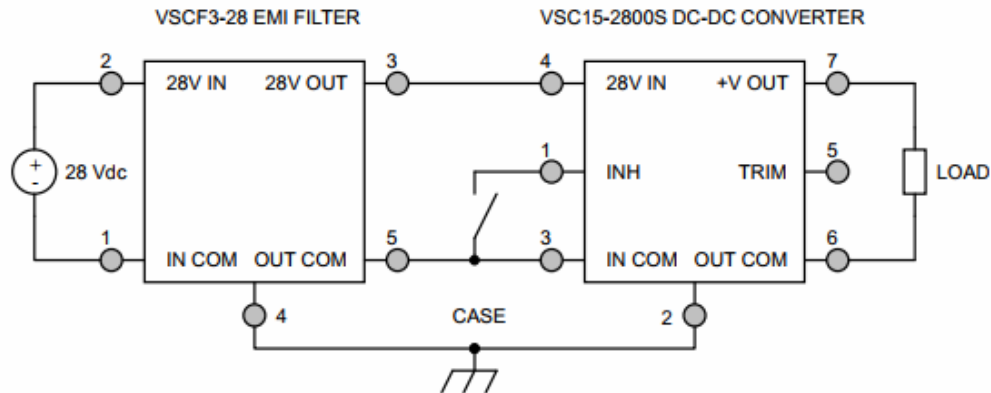 VSCF3-28 EMI FILTER
VSC15-2800S DC-DC CONVERTER
2
28V IN
28V OUT
3
4
28V IN
+V OUT
7
+
-
28 Vdc
1
INH
TRIM
5
LOAD
1
IN COM
OUT COM
5
3
IN COM
OUT COM
6
4
CASE
2